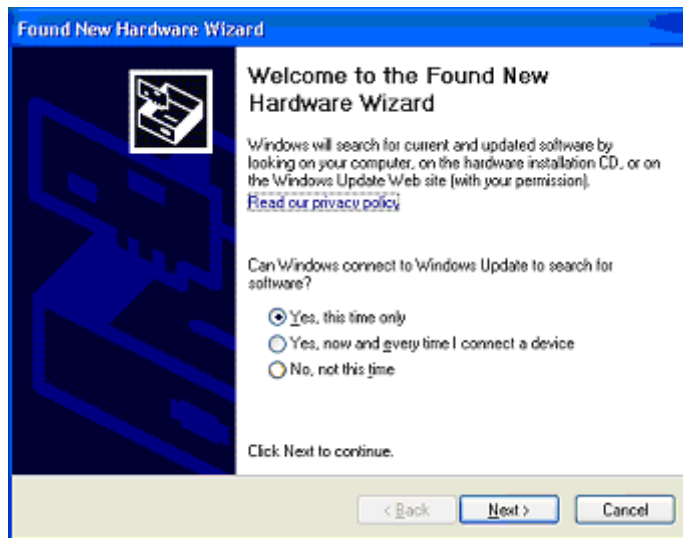 Found New Hardware Wizard
Welcome to the Found New
Hardware Wizard
Windows will search for current and updated software by
looking on your computer, on the hardware installation CD, or on
the Windows Update Web site (with your permission).
Read our privacy policy
Can Windows connect to Windows Update to search for
software?
Yes, this time only
Yes, now and every time I connect a device
No, not this time
Click Next to continue.
< Back
Next >
Cancel